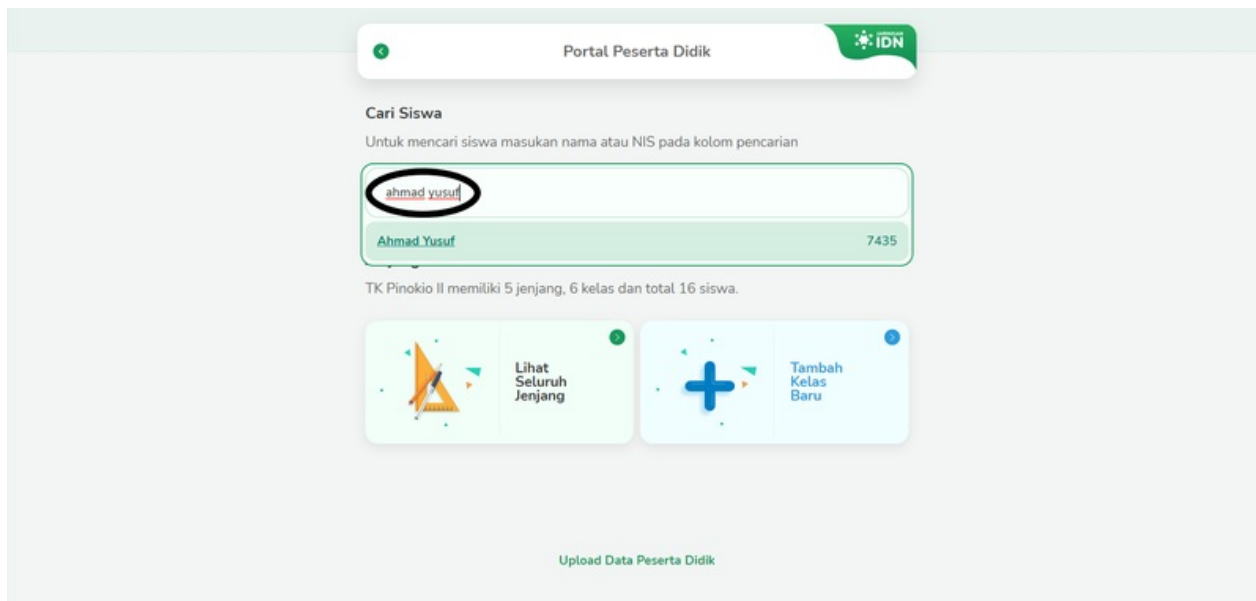 Portal Peserta Didik
IDN
Cari Siswa
Untuk mencari siswa masukan nama atau NIS pada kolom pencarian
ahmad yusuf
Ahmad Yusuf 7435
TK Pinokio II memiliki 5 jenjang, 6 kelas dan total 16 siswa.
Lihat
Seluruh
Jenjang
Tambah
Kelas
Baru
Upload Data Peserta Didik